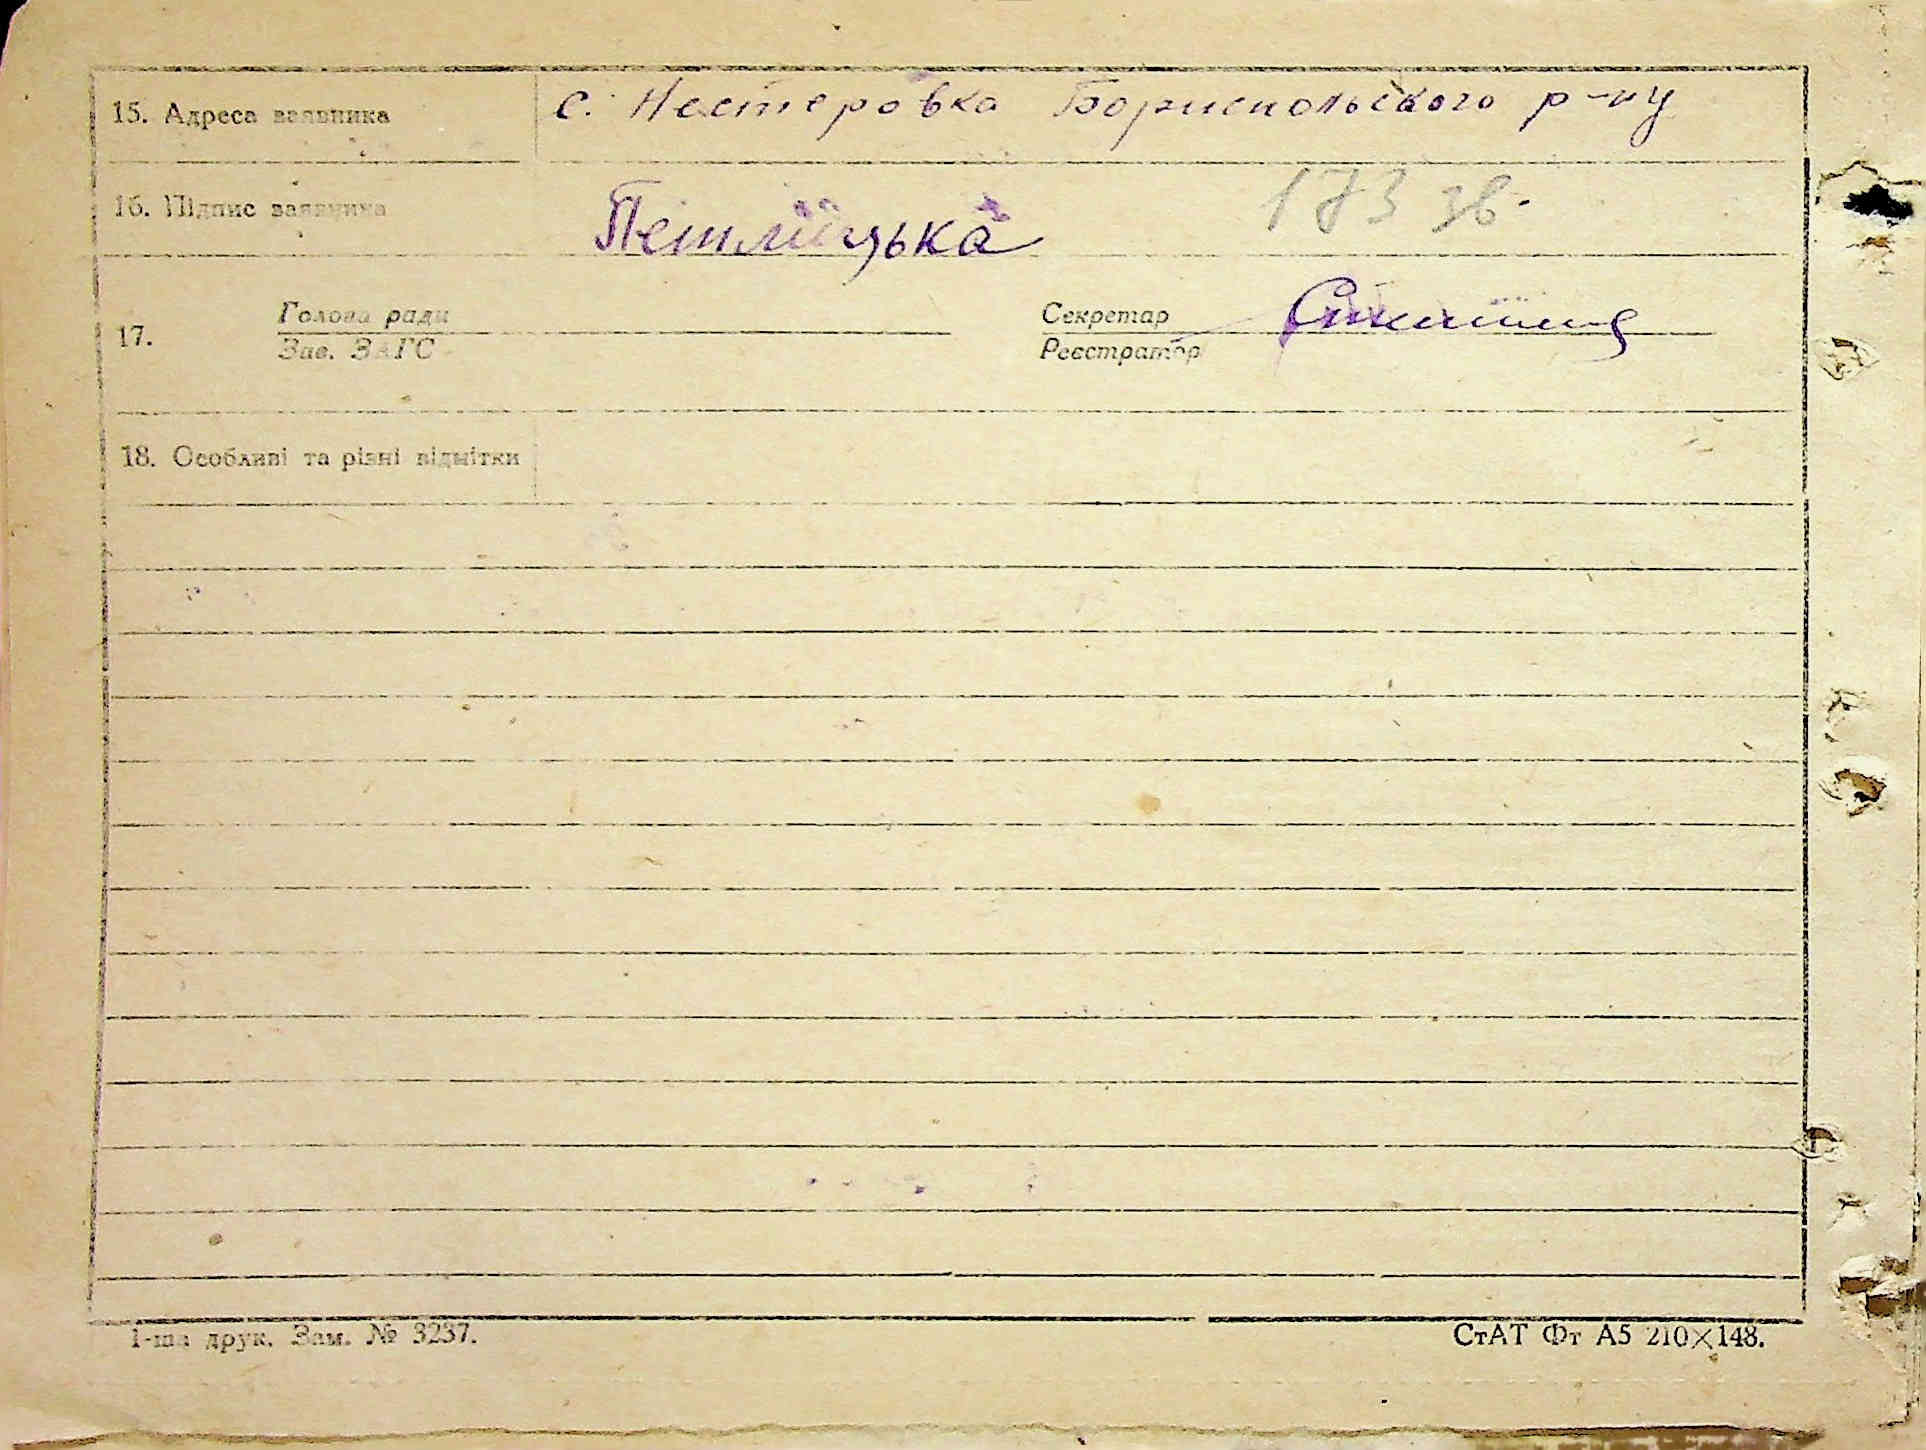 15. Адреса заявника с. Нестеровка Бориспольского р-ну
16. Підпис заявника 173 зв.
17. Голова ради Секретар
Зав. ЗАГС Реєстратор
18. Особливі та різні відмітки
1-ша друк. Зам. № 3237. СтАТ Фт А5 210×148.